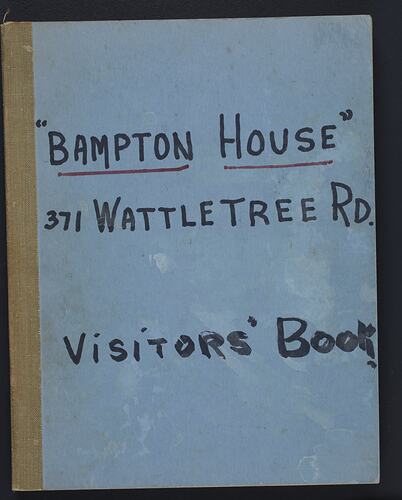 "BAMPTON HOUSE"
371 WATTLETREE RD.
VISITORS' BOOK